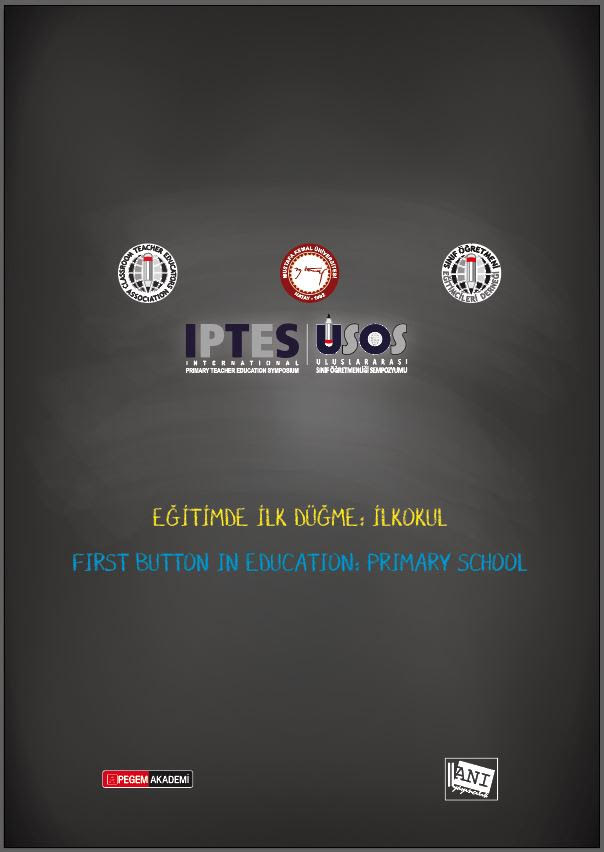 CLASSROOM TEACHER EDUCATORS ASSOCIATION
MUSTAFA KEMAL ÜNİVERSİTESİ
HATAY - 1992
SINIF ÖĞRETMENİ EĞİTİMCİLERİ DERNEĞİ
IPTES
INTERNATIONAL
PRIMARY TEACHER EDUCATION SYMPOSIUM
USOS
ULUSLARARASI
SINIF ÖĞRETMENLİĞİ SEMPOZYUMU
EĞİTİMDE İLK DÜĞME: İLKOKUL
FIRST BUTTON IN EDUCATION: PRIMARY SCHOOL
PEGEM AKADEMİ
ANI
yayıncılık